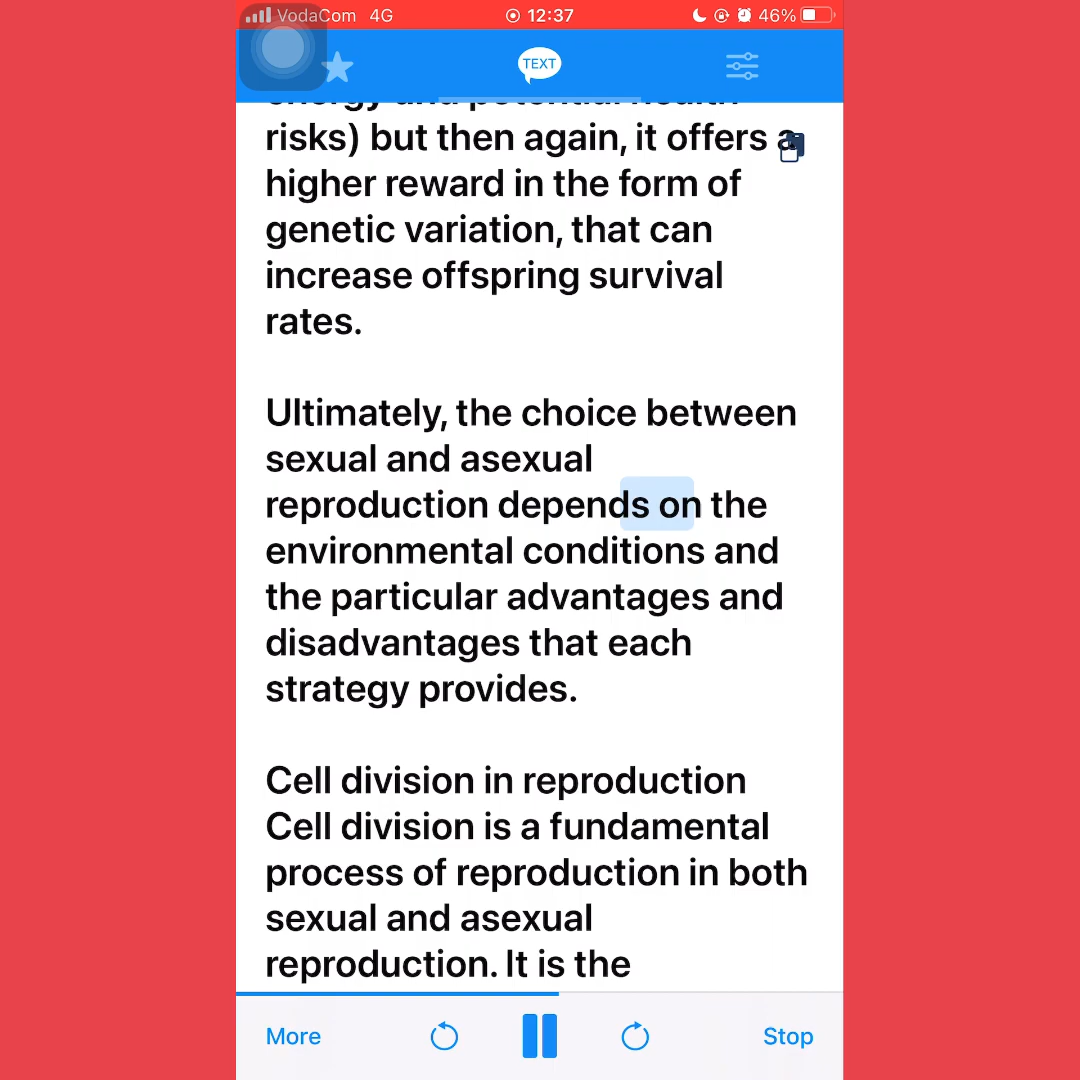 VodaCom 4G 12:37 46%
TEXT
risks) but then again, it offers a
higher reward in the form of
genetic variation, that can
increase offspring survival
rates.
Ultimately, the choice between
sexual and asexual
reproduction depends on the
environmental conditions and
the particular advantages and
disadvantages that each
strategy provides.
Cell division in reproduction
Cell division is a fundamental
process of reproduction in both
sexual and asexual
reproduction. It is the
More Stop